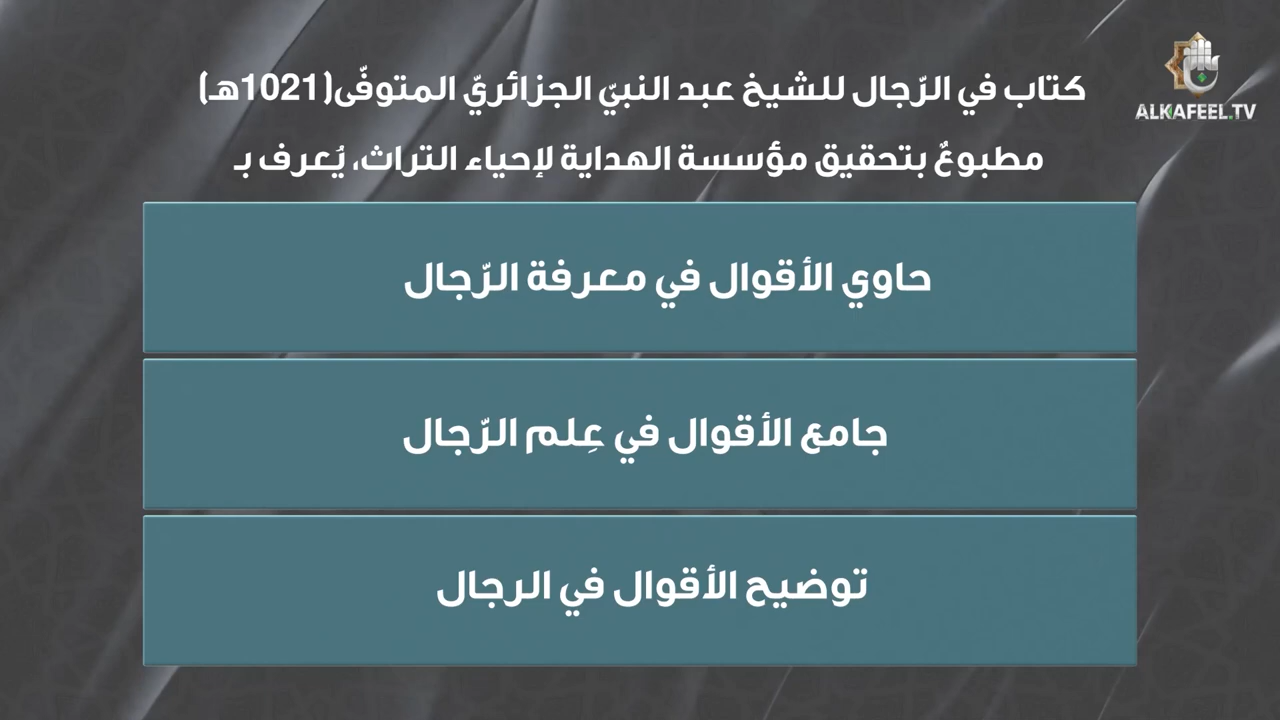 كتاب في الرّجال للشيخ عبد النبيّ الجزائريّ المتوفّى(1021هـ)
مطبوعٌ بتحقيق مؤسسة الهداية لإحياء التراث، يُعرف بـ
ALKAFEEL.TV
حاوي الأقوال في معرفة الرّجال
جامع الأقوال في عِلم الرّجال
توضيح الأقوال في الرجال